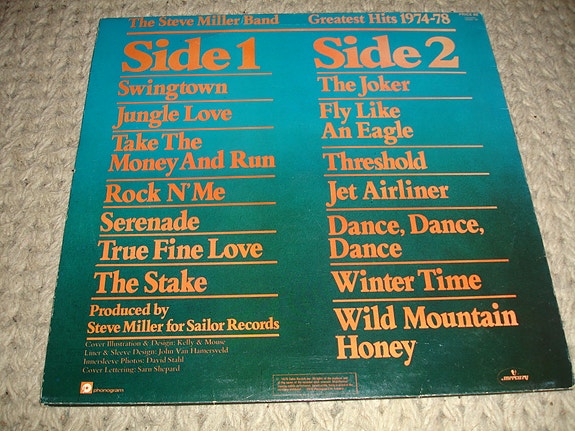 The Steve Miller Band Greatest Hits 1974-78
Side 1
Swingtown
Jungle Love
Take The
Money And Run
Rock N' Me
Serenade
True Fine Love
The Stake
Produced by
Steve Miller for Sailor Records
Cover Illustration & Design: Kelly & Mouse
Liner & Sleeve Design: John Van Hamersveld
Innersleeve Photos: David Stahl
Cover Lettering: Sam Shepard
phonogram
Side 2
The Joker
Fly Like
An Eagle
Threshold
Jet Airliner
Dance, Dance,
Dance
Winter Time
Wild Mountain
Honey
mercury